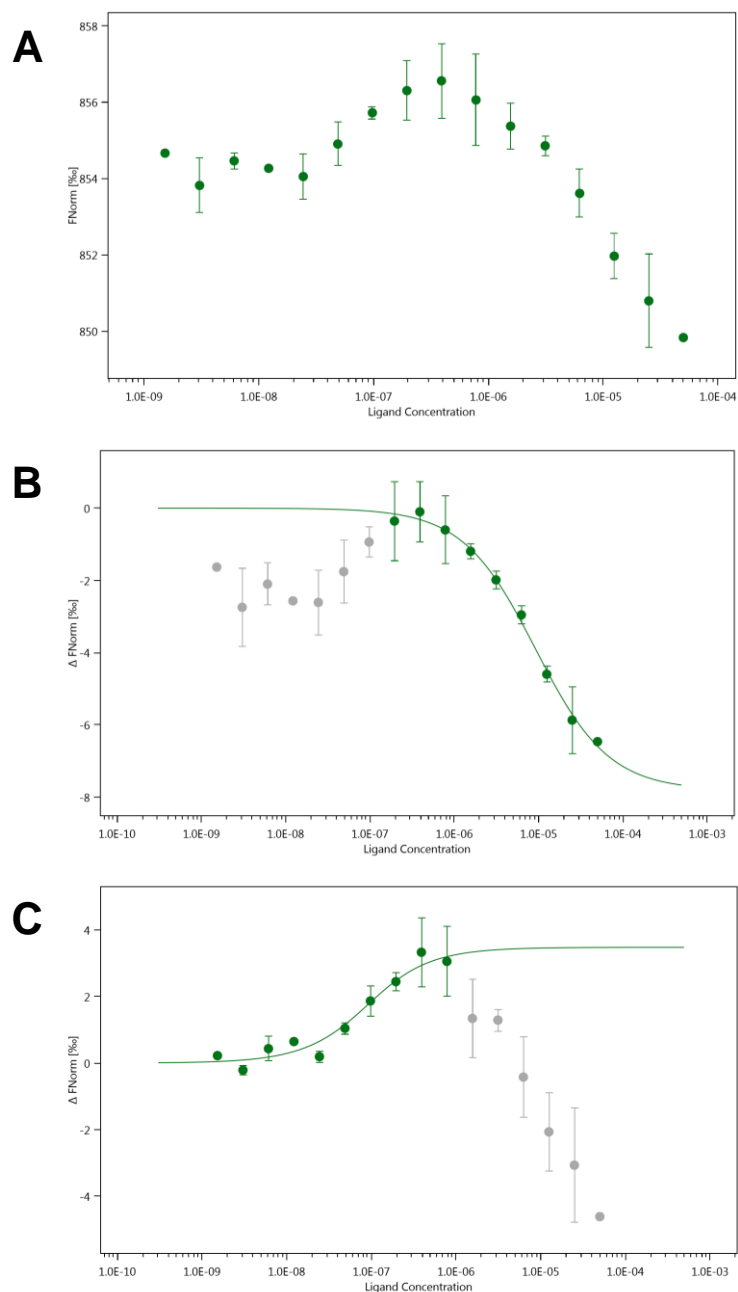 A
858
856
854
852
850
FNorm [‰]
1.0E-09
1.0E-08
1.0E-07
1.0E-06
1.0E-05
1.0E-04
Ligand Concentration
B
0
-2
-4
-6
-8
Δ FNorm [‰]
1.0E-10
1.0E-09
1.0E-08
1.0E-07
1.0E-06
1.0E-05
1.0E-04
1.0E-03
Ligand Concentration
C
4
2
0
-2
-4
Δ FNorm [‰]
1.0E-10
1.0E-09
1.0E-08
1.0E-07
1.0E-06
1.0E-05
1.0E-04
1.0E-03
Ligand Concentration